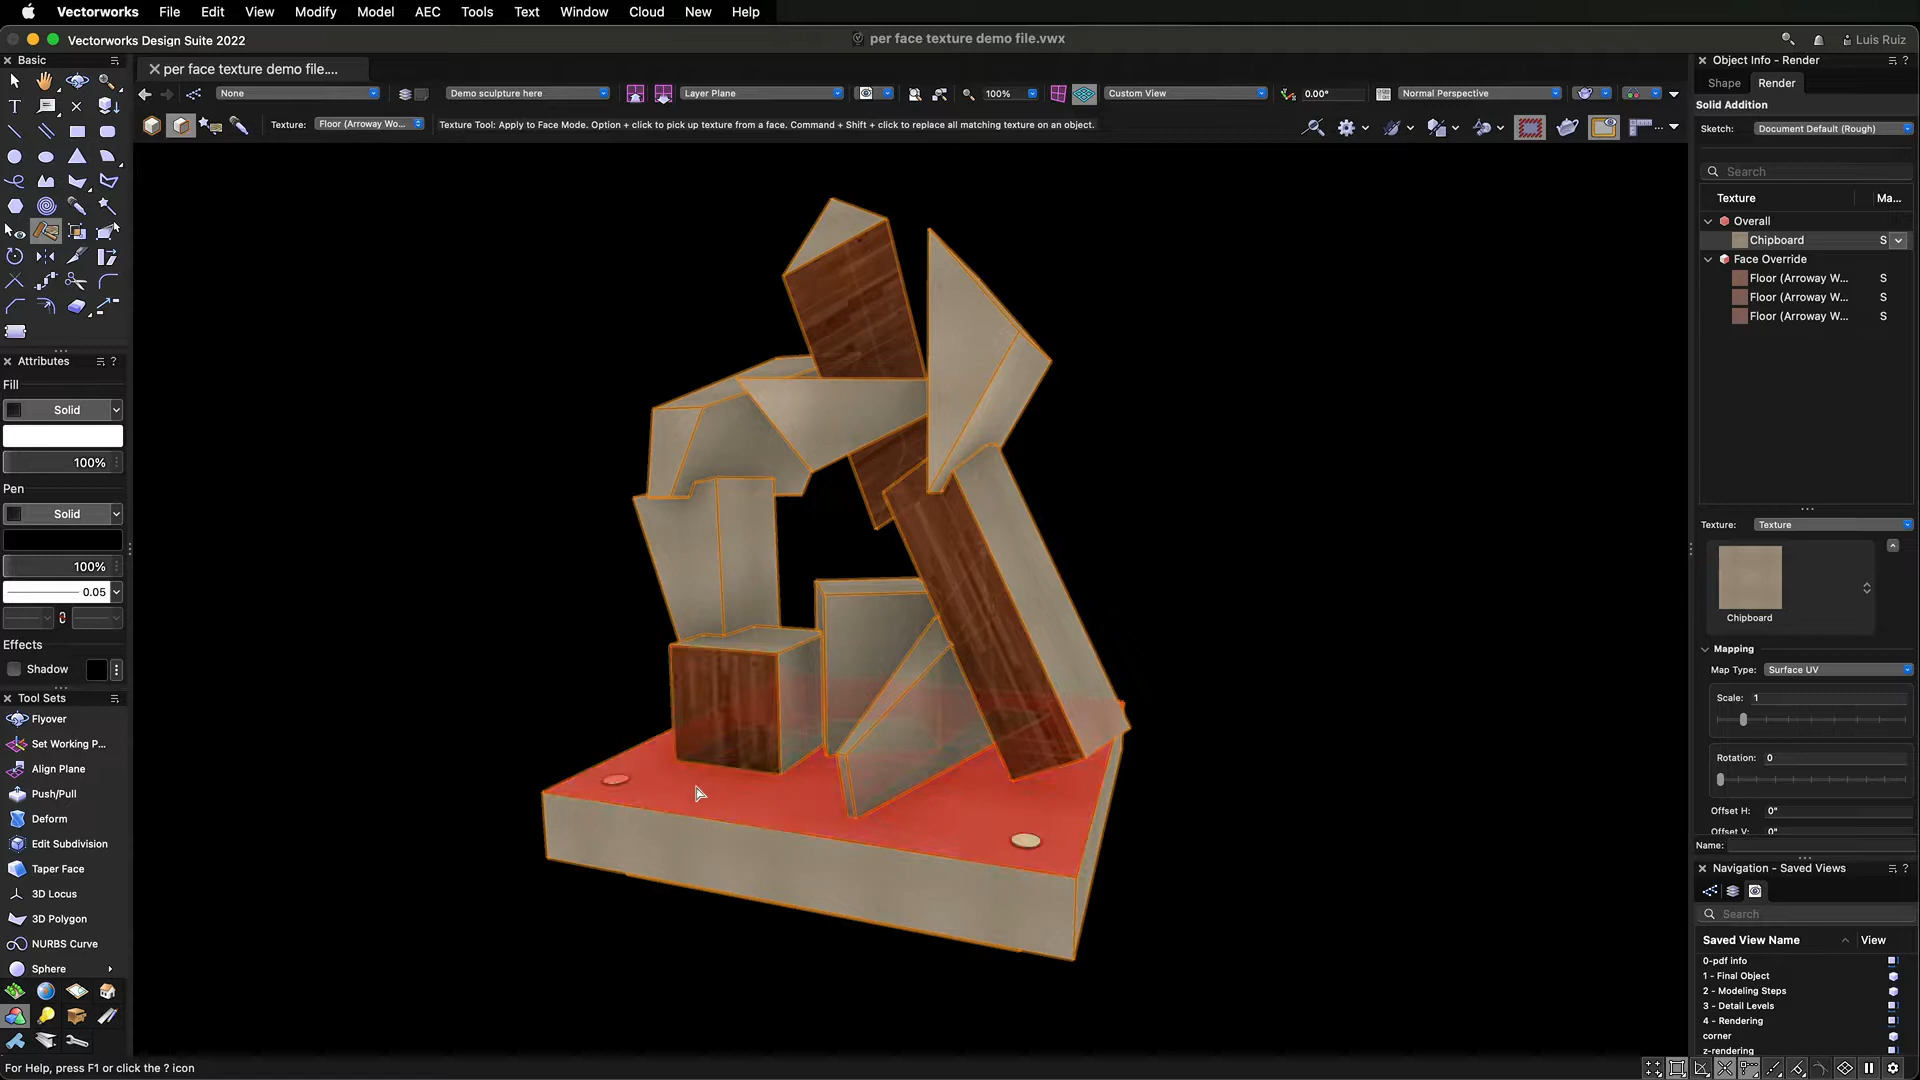 Vectorworks File Edit View Modify Model AEC Tools Text Window Cloud New Help
Vectorworks Design Suite 2022
per face texture demo file.vwx
Luis Ruiz
Basic
per face texture demo file....
None
Demo sculpture here
Layer Plane
100%
Custom View
0.00°
Normal Perspective
Texture: Floor (Arroway Wo...
Texture Tool: Apply to Face Mode. Option + click to pick up texture from a face. Command + Shift + click to replace all matching texture on an object.
Attributes
Fill
Solid
100%
Pen
Solid
100%
0.05
Effects
Shadow
Tool Sets
Flyover
Set Working P...
Align Plane
Push/Pull
Deform
Edit Subdivision
Taper Face
3D Locus
3D Polygon
NURBS Curve
Sphere
For Help, press F1 or click the ? icon
Object Info - Render
Shape Render
Solid Addition
Sketch: Document Default (Rough)
Search
Texture Ma...
Overall
Chipboard S
Face Override
Floor (Arroway W... S
Floor (Arroway W... S
Floor (Arroway W... S
Texture: Texture
Chipboard
Mapping
Map Type: Surface UV
Scale: 1
Rotation: 0
Offset H: 0"
Offset V: 0"
Name:
Navigation - Saved Views
Search
Saved View Name View
0-pdf info
1 - Final Object
2 - Modeling Steps
3 - Detail Levels
4 - Rendering
corner
z-rendering